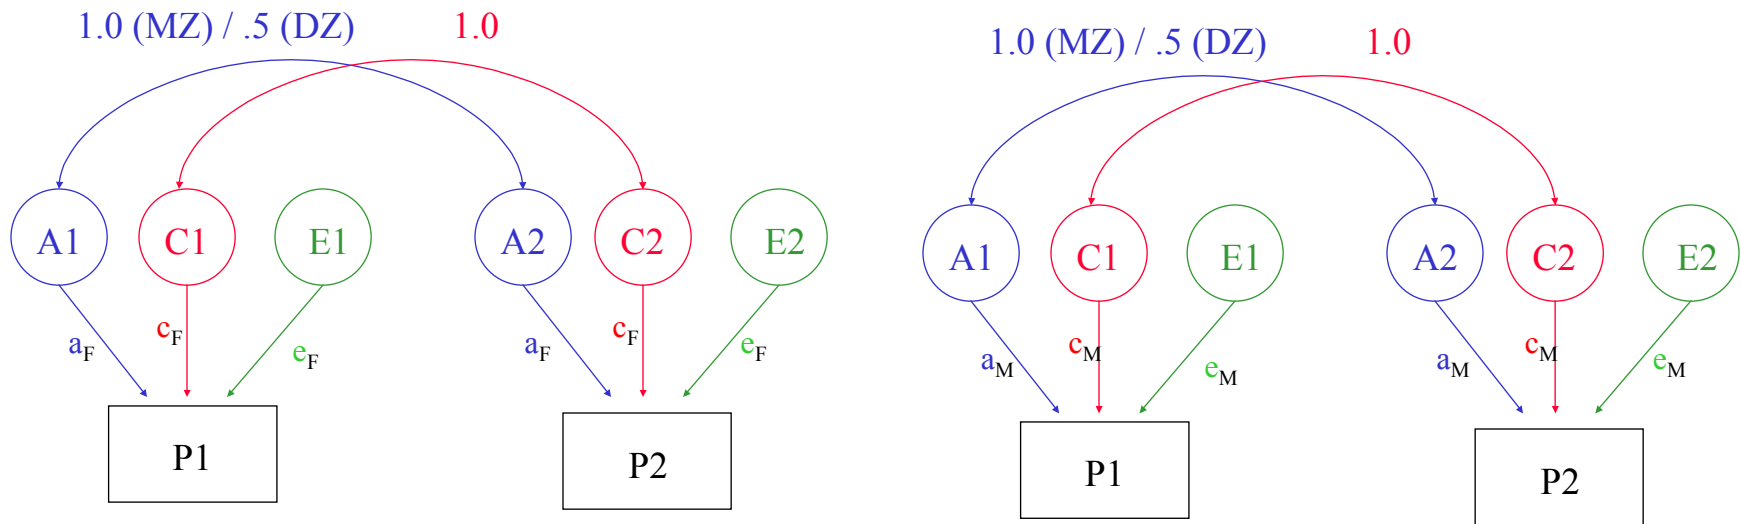 1.0 (MZ) / .5 (DZ) 1.0
A1 C1 E1 A2 C2 E2
aF cF eF aF cF eF
P1 P2
1.0 (MZ) / .5 (DZ) 1.0
A1 C1 E1 A2 C2 E2
aM cM eM aM cM eM
P1 P2